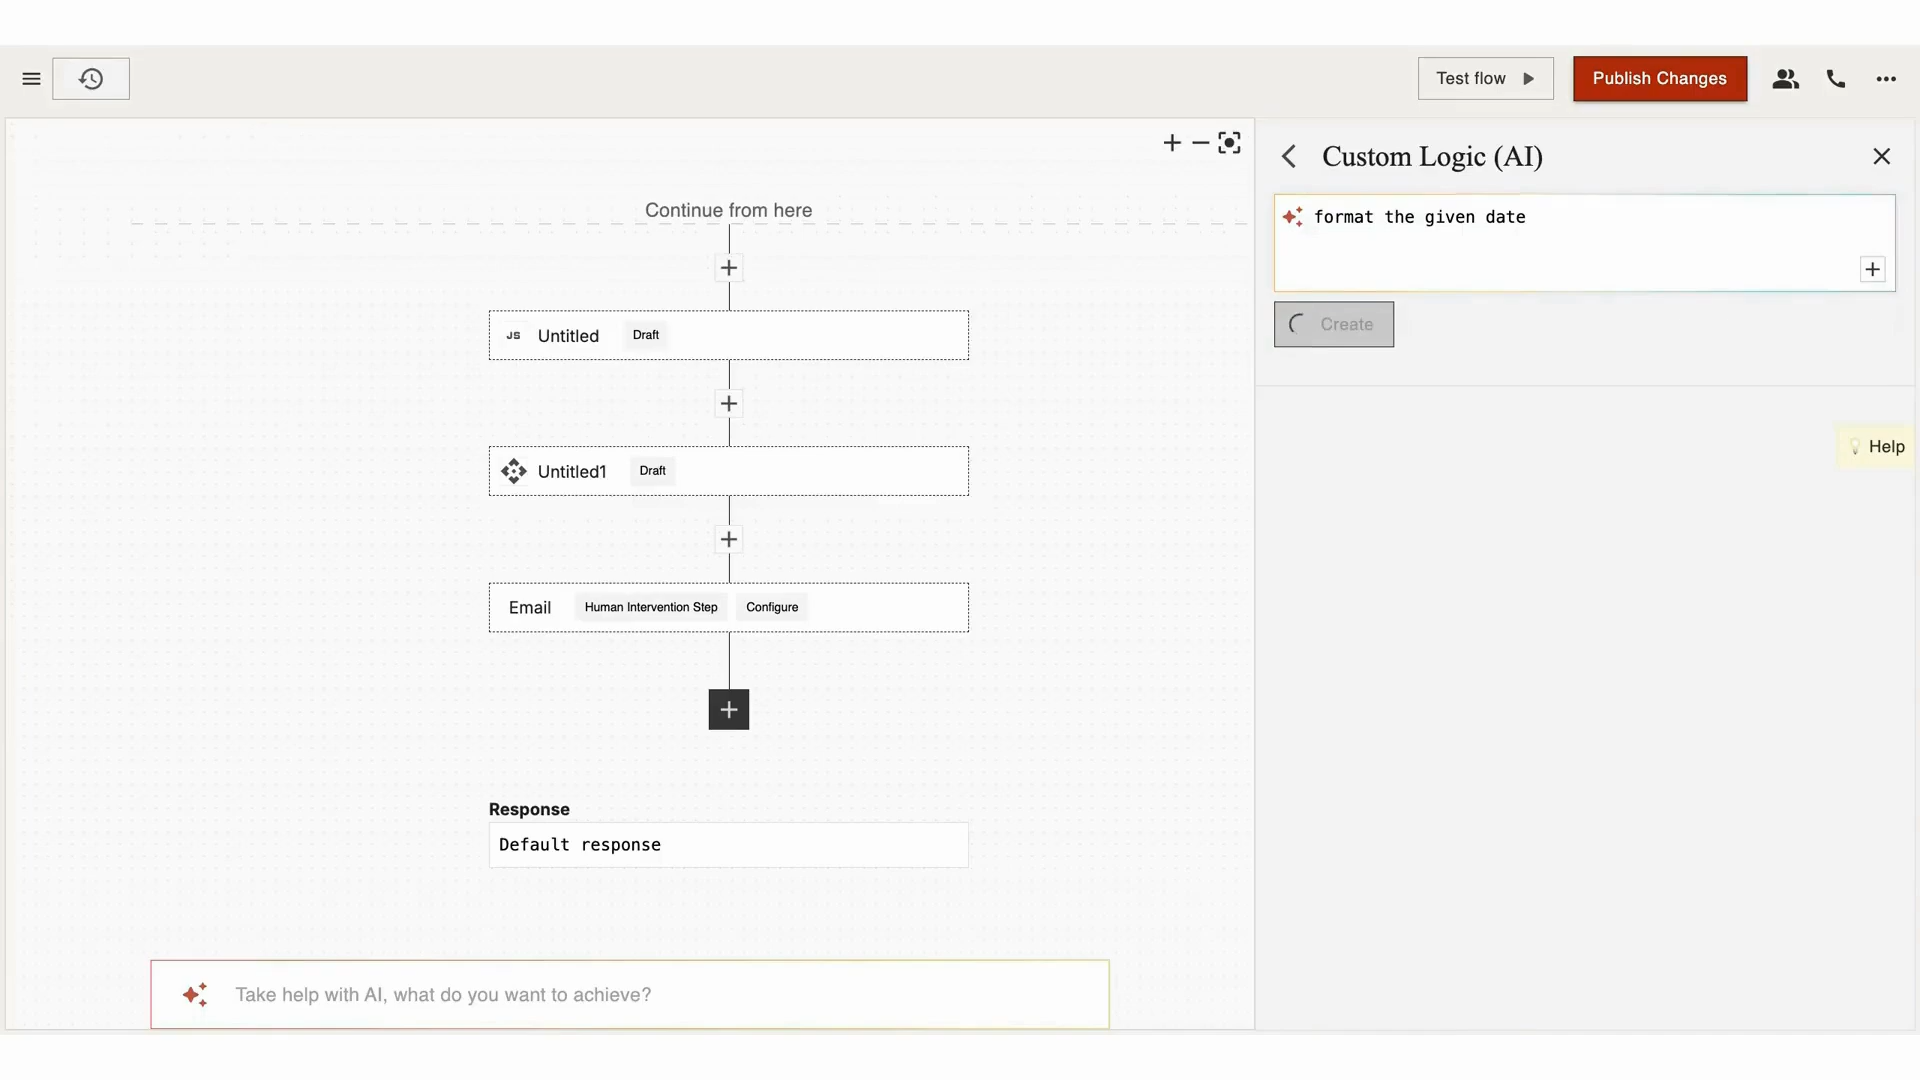 Test flow
Publish Changes
Continue from here
JS Untitled Draft
Untitled1 Draft
Email Human Intervention Step Configure
Response
Default response
Take help with AI, what do you want to achieve?
Custom Logic (AI)
format the given date
Create
Help